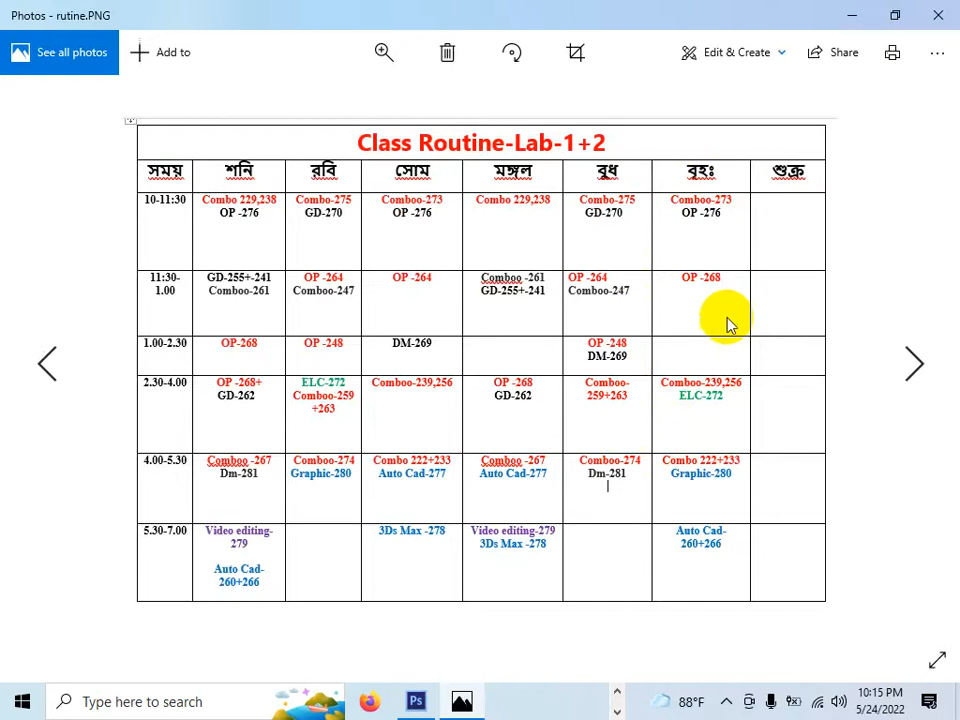 Photos - rutine.PNG
See all photos
Add to
Edit & Create
Share
Class Routine-Lab-1+2
সময় শনি রবি সোম মঙ্গল বুধ বৃহঃ শুক্র
10-11:30 Combo 229,238 Combo-275 Comboo-273 Combo 229,238 Combo-275 Comboo-273
OP -276 GD-270 OP -276 GD-270 OP -276
11:30- GD-255+-241 OP -264 OP -264 Comboo -261 OP -264 OP -268
1.00 Comboo-261 Comboo-247 GD-255+-241 Comboo-247
1.00-2.30 OP-268 OP -248 DM-269 OP -248
DM-269
2.30-4.00 OP -268+ ELC-272 Comboo-239,256 OP -268 Comboo- Comboo-239,256
GD-262 Comboo-259 GD-262 259+263 ELC-272
+263
4.00-5.30 Comboo -267 Comboo-274 Combo 222+233 Comboo -267 Comboo-274 Combo 222+233
Dm-281 Graphic-280 Auto Cad-277 Auto Cad-277 Dm-281 Graphic-280
5.30-7.00 Video editing- 3Ds Max -278 Video editing-279 Auto Cad-
279 3Ds Max -278 260+266
Auto Cad-
260+266
Type here to search
Ps
88°F
10:15 PM
5/24/2022